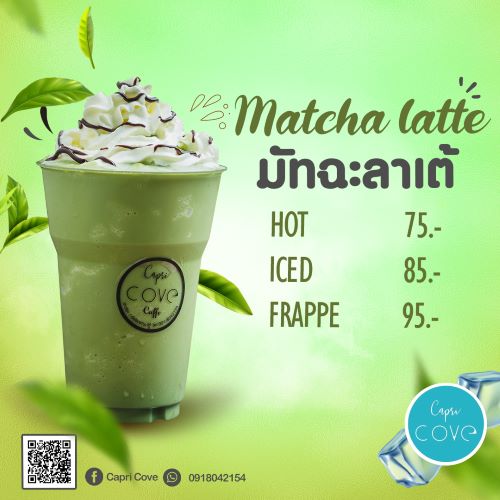 Matcha latte
มัทฉะลาเต้
HOT 75.-
ICED 85.-
FRAPPE 95.-
Capri
COVE
Caffe
Capri
COVE
Capri Cove 0918042154